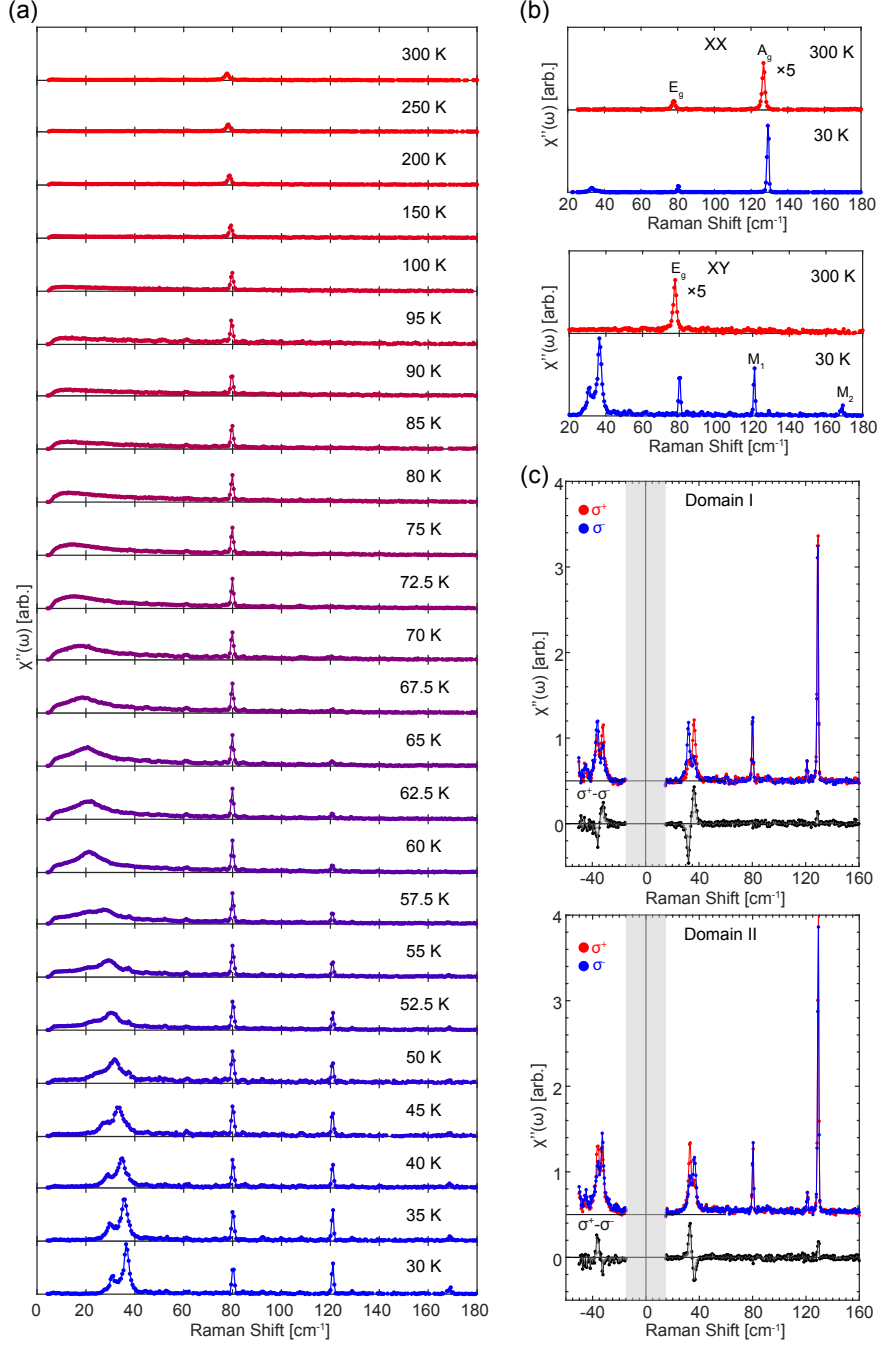 (a)
300 K
250 K
200 K
150 K
100 K
95 K
90 K
85 K
80 K
75 K
72.5 K
70 K
67.5 K
65 K
62.5 K
60 K
57.5 K
55 K
52.5 K
50 K
45 K
40 K
35 K
30 K
χ''(ω) [arb.]
0 20 40 60 80 100 120 140 160 180
Raman Shift [cm⁻¹]
(b)
XX
300 K
E_g
A_g
×5
30 K
χ''(ω) [arb.]
20 40 60 80 100 120 140 160 180
Raman Shift [cm⁻¹]
XY
300 K
E_g
×5
30 K
M₁
M₂
χ''(ω) [arb.]
20 40 60 80 100 120 140 160 180
Raman Shift [cm⁻¹]
(c)
Domain I
σ⁺
σ⁻
σ⁺-σ⁻
χ''(ω) [arb.]
4
3
2
1
0
-40 0 40 80 120 160
Raman Shift [cm⁻¹]
Domain II
σ⁺
σ⁻
σ⁺-σ⁻
χ''(ω) [arb.]
4
3
2
1
0
-40 0 40 80 120 160
Raman Shift [cm⁻¹]